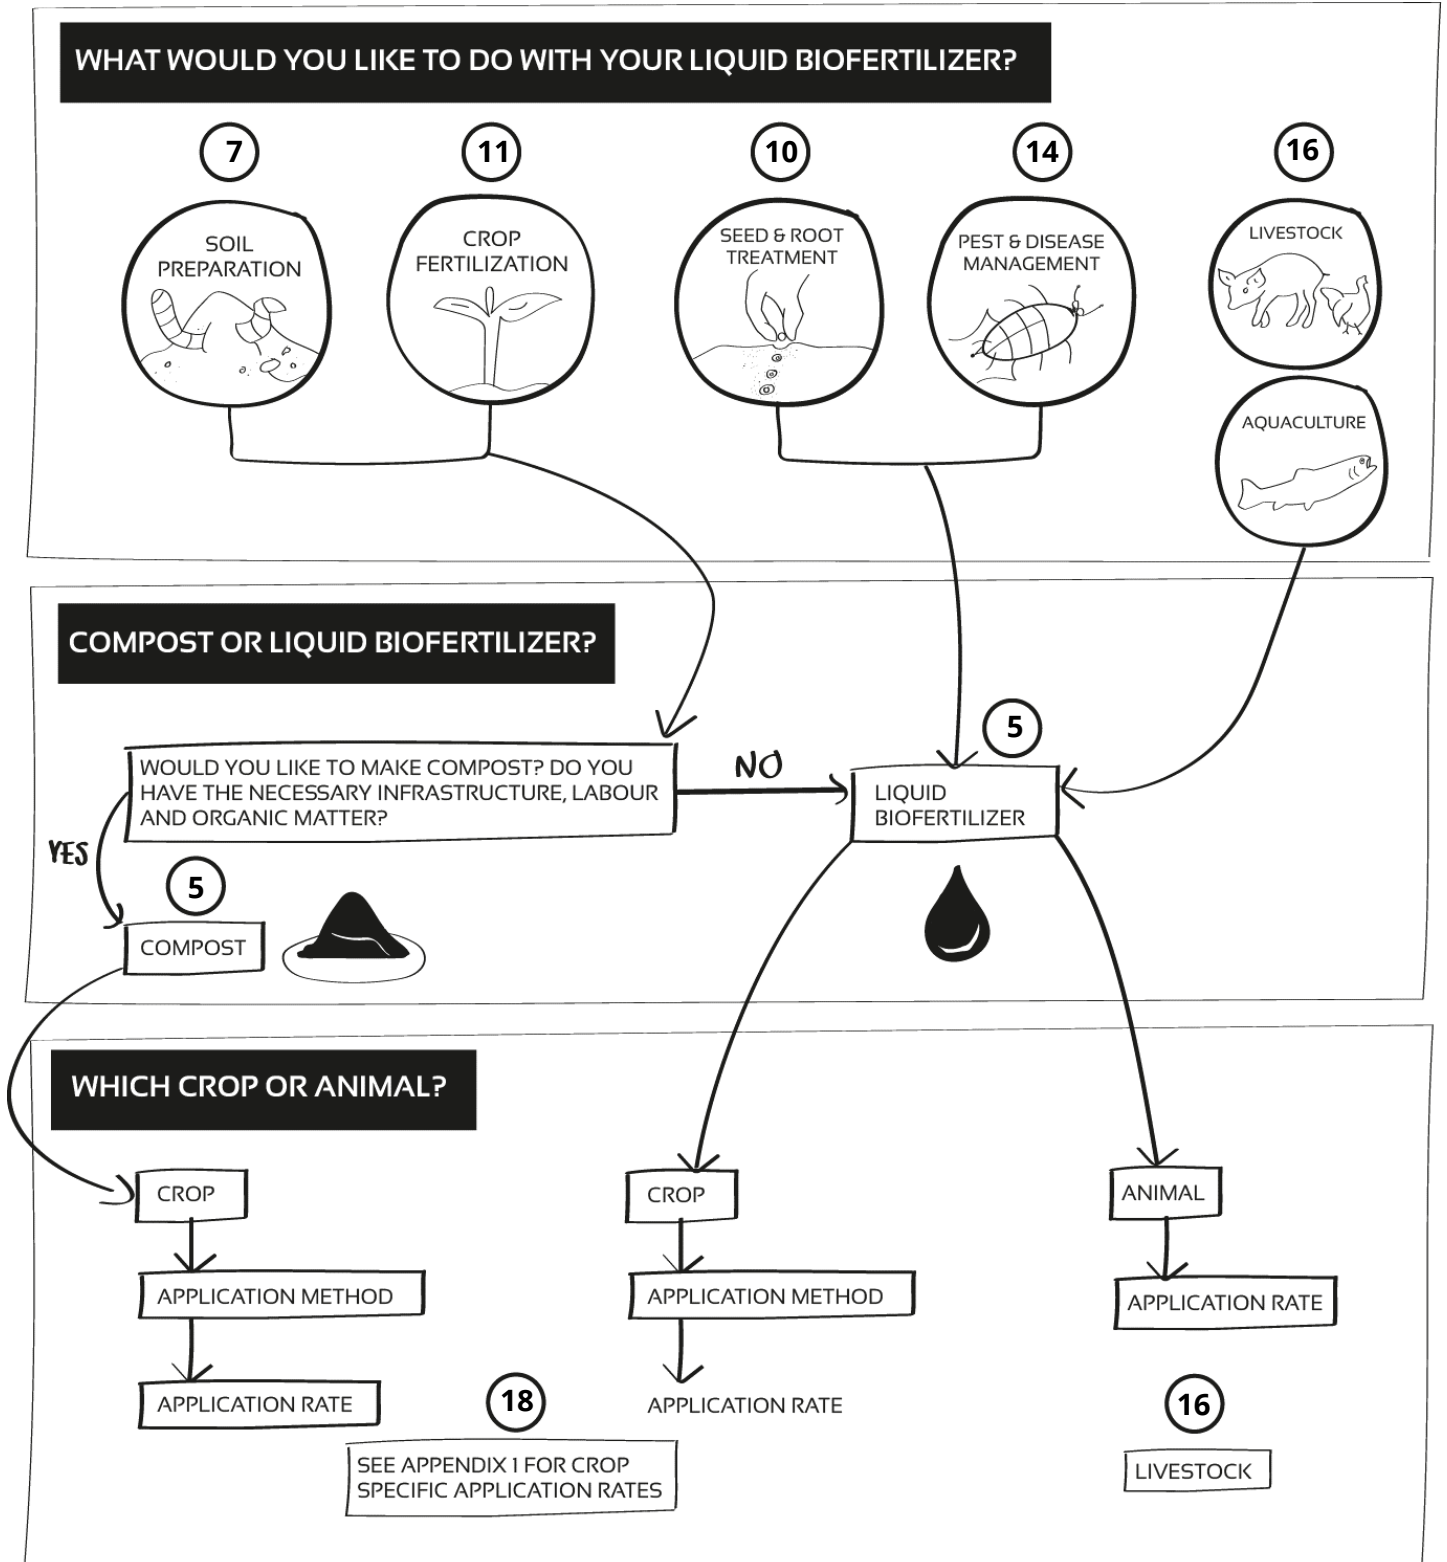 WHAT WOULD YOU LIKE TO DO WITH YOUR LIQUID BIOFERTILIZER?
7
11
10
14
16
SOIL
PREPARATION
CROP
FERTILIZATION
SEED & ROOT
TREATMENT
PEST & DISEASE
MANAGEMENT
LIVESTOCK
AQUACULTURE
COMPOST OR LIQUID BIOFERTILIZER?
WOULD YOU LIKE TO MAKE COMPOST? DO YOU
HAVE THE NECESSARY INFRASTRUCTURE, LABOUR
AND ORGANIC MATTER?
NO
5
LIQUID
BIOFERTILIZER
YES
5
COMPOST
WHICH CROP OR ANIMAL?
CROP
APPLICATION METHOD
APPLICATION RATE
CROP
APPLICATION METHOD
APPLICATION RATE
18
SEE APPENDIX 1 FOR CROP
SPECIFIC APPLICATION RATES
ANIMAL
APPLICATION RATE
16
LIVESTOCK